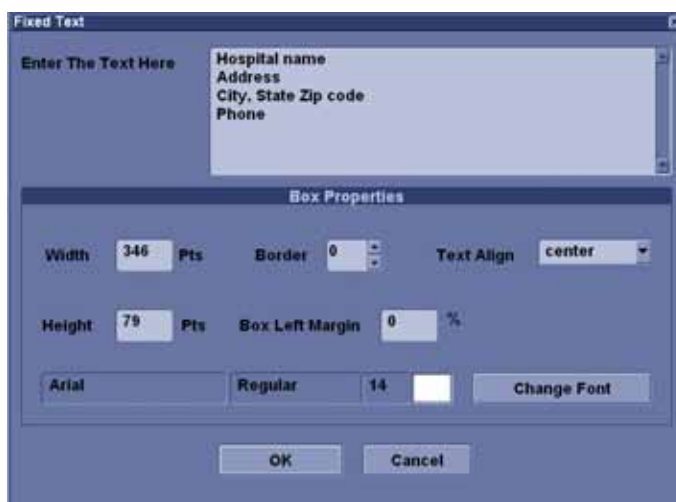 Fixed Text
Enter The Text Here
Hospital name
Address
City, State Zip code
Phone
Box Properties
Width 346 Pts Border 0 Text Align center
Height 79 Pts Box Left Margin 0 %
Arial Regular 14 Change Font
OK Cancel